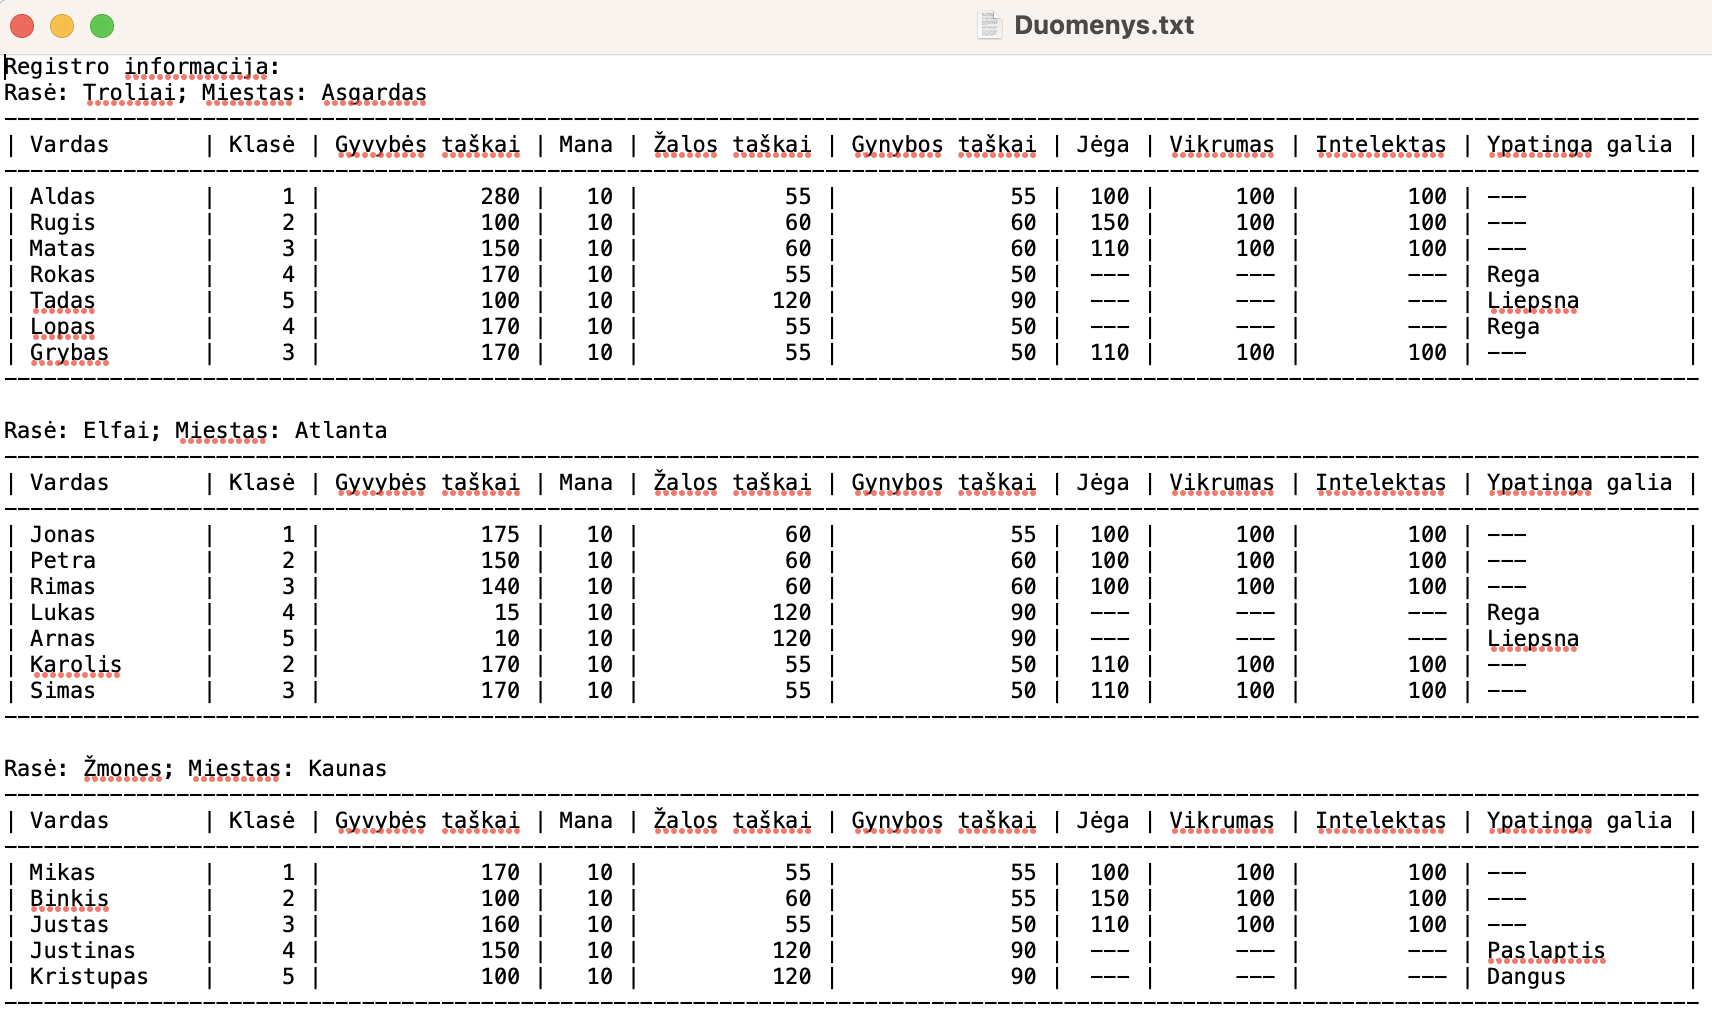 Duomenys.txt
Registro informacija:
Rasė: Troliai; Miestas: Asgardas
--------------------------------------------------------------------------------------------------------------------------------
| Vardas        | Klasė | Gyvybės taškai | Mana | Žalos taškai | Gynybos taškai | Jėga | Vikrumas | Intelektas | Ypatinga galia |
--------------------------------------------------------------------------------------------------------------------------------
| Aldas         |     1 |            280 |   10 |           55 |             55 |  100 |      100 |        100 | ---            |
| Rugis         |     2 |            100 |   10 |           60 |             60 |  150 |      100 |        100 | ---            |
| Matas         |     3 |            150 |   10 |           60 |             60 |  110 |      100 |        100 | ---            |
| Rokas         |     4 |            170 |   10 |           55 |             50 |  --- |      --- |        --- | Rega           |
| Tadas         |     5 |            100 |   10 |          120 |             90 |  --- |      --- |        --- | Liepsna        |
| Lopas         |     4 |            170 |   10 |           55 |             50 |  --- |      --- |        --- | Rega           |
| Grybas        |     3 |            170 |   10 |           55 |             50 |  110 |      100 |        100 | ---            |
--------------------------------------------------------------------------------------------------------------------------------
Rasė: Elfai; Miestas: Atlanta
--------------------------------------------------------------------------------------------------------------------------------
| Vardas        | Klasė | Gyvybės taškai | Mana | Žalos taškai | Gynybos taškai | Jėga | Vikrumas | Intelektas | Ypatinga galia |
--------------------------------------------------------------------------------------------------------------------------------
| Jonas         |     1 |            175 |   10 |           60 |             55 |  100 |      100 |        100 | ---            |
| Petra         |     2 |            150 |   10 |           60 |             60 |  100 |      100 |        100 | ---            |
| Rimas         |     3 |            140 |   10 |           60 |             60 |  100 |      100 |        100 | ---            |
| Lukas         |     4 |             15 |   10 |          120 |             90 |  --- |      --- |        --- | Rega           |
| Arnas         |     5 |             10 |   10 |          120 |             90 |  --- |      --- |        --- | Liepsna        |
| Karolis       |     2 |            170 |   10 |           55 |             50 |  110 |      100 |        100 | ---            |
| Simas         |     3 |            170 |   10 |           55 |             50 |  110 |      100 |        100 | ---            |
--------------------------------------------------------------------------------------------------------------------------------
Rasė: Žmones; Miestas: Kaunas
--------------------------------------------------------------------------------------------------------------------------------
| Vardas        | Klasė | Gyvybės taškai | Mana | Žalos taškai | Gynybos taškai | Jėga | Vikrumas | Intelektas | Ypatinga galia |
--------------------------------------------------------------------------------------------------------------------------------
| Mikas         |     1 |            170 |   10 |           55 |             55 |  100 |      100 |        100 | ---            |
| Binkis        |     2 |            100 |   10 |           60 |             55 |  150 |      100 |        100 | ---            |
| Justas        |     3 |            160 |   10 |           55 |             50 |  110 |      100 |        100 | ---            |
| Justinas      |     4 |            150 |   10 |          120 |             90 |  --- |      --- |        --- | Paslaptis      |
| Kristupas     |     5 |            100 |   10 |          120 |             90 |  --- |      --- |        --- | Dangus         |
--------------------------------------------------------------------------------------------------------------------------------